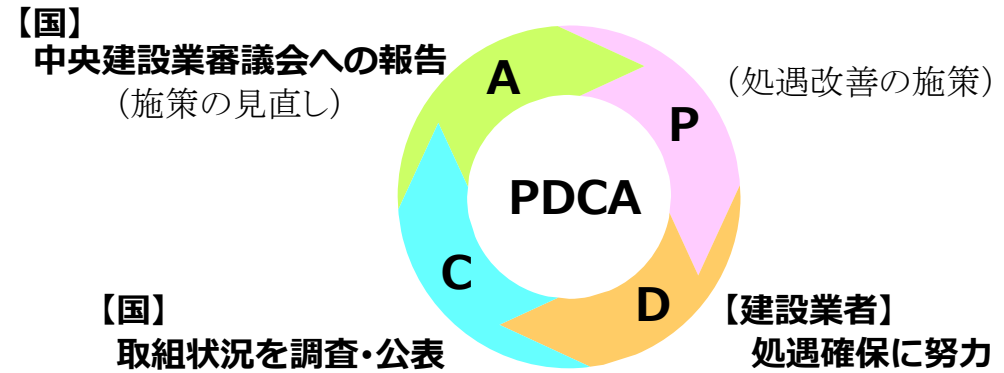 【国】
中央建設業審議会への報告
（施策の見直し）
A
P
（処遇改善の施策）
PDCA
C
D
【国】
取組状況を調査・公表
【建設業者】
処遇確保に努力